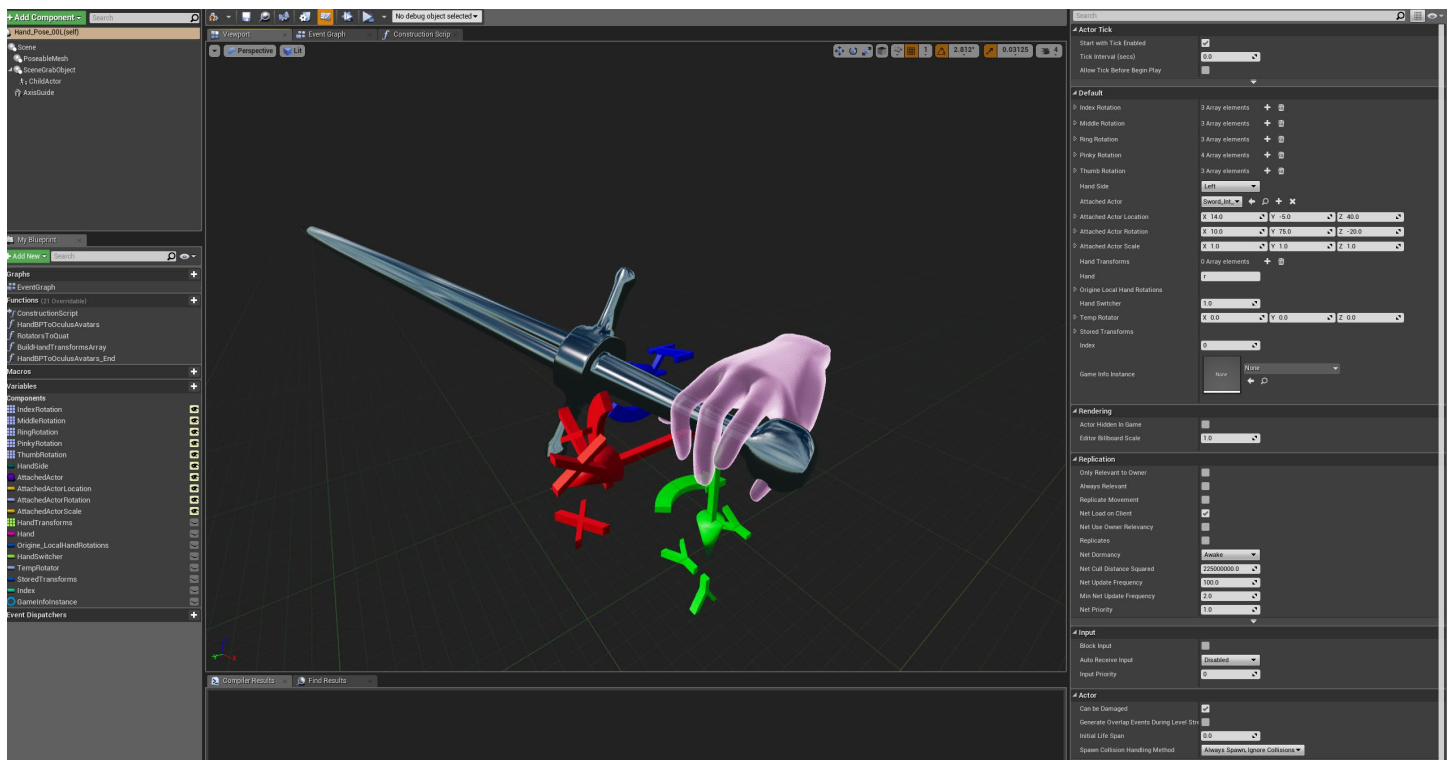 + Add Component
Search
Hand_Pose_00L(self)
Scene
PoseableMesh
SceneGrabObject
ChildActor
AxisGuide
My Blueprint
+ Add New
Search
Graphs
EventGraph
Functions (21 Overridable)
ConstructionScript
HandBPToOculusAvatars
RotatorsToQuat
BuildHandTransformsArray
HandBPToOculusAvatars_End
Macros
Variables
Components
IndexRotation
MiddleRotation
RingRotation
PinkyRotation
ThumbRotation
HandSide
AttachedActor
AttachedActorLocation
AttachedActorRotation
AttachedActorScale
HandTransforms
Hand
Origine_LocalHandRotations
HandSwitcher
TempRotator
StoredTransforms
Index
GameInfoInstance
Event Dispatchers
No debug object selected
Viewport
Event Graph
Construction Scrip
Perspective
Lit
1
2.812°
0.03125
4
X
X
X
Y
Y
Z
Compiler Results
Find Results
Search
Actor Tick
Start with Tick Enabled
Tick Interval (secs) 0.0
Allow Tick Before Begin Play
Default
Index Rotation 3 Array elements
Middle Rotation 3 Array elements
Ring Rotation 3 Array elements
Pinky Rotation 4 Array elements
Thumb Rotation 3 Array elements
Hand Side Left
Attached Actor Sword_Int_
Attached Actor Location X 14.0 Y -5.0 Z 40.0
Attached Actor Rotation X 10.0 Y 75.0 Z -20.0
Attached Actor Scale X 1.0 Y 1.0 Z 1.0
Hand Transforms 0 Array elements
Hand r
Origine Local Hand Rotations
Hand Switcher 1.0
Temp Rotator X 0.0 Y 0.0 Z 0.0
Stored Transforms
Index 0
Game Info Instance None None
Rendering
Actor Hidden In Game
Editor Billboard Scale 1.0
Replication
Only Relevant to Owner
Always Relevant
Replicate Movement
Net Load on Client
Net Use Owner Relevancy
Replicates
Net Dormancy Awake
Net Cull Distance Squared 225000000.0
Net Update Frequency 100.0
Min Net Update Frequency 2.0
Net Priority 1.0
Input
Block Input
Auto Receive Input Disabled
Input Priority 0
Actor
Can be Damaged
Generate Overlap Events During Level Stre
Initial Life Span 0.0
Spawn Collision Handling Method Always Spawn, Ignore Collisions